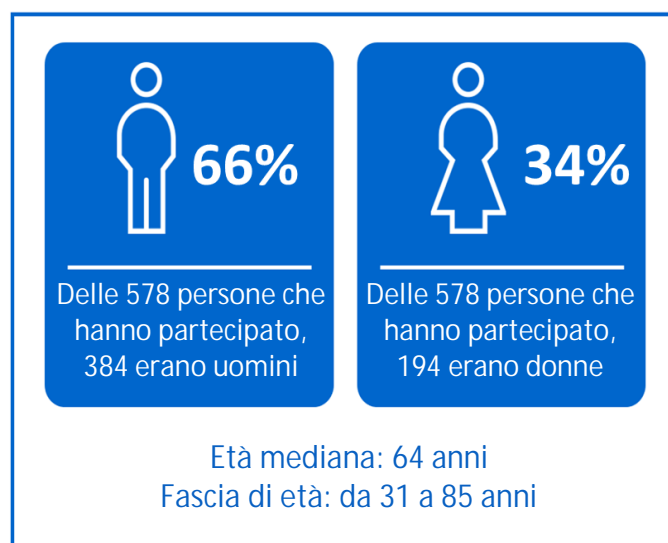 66%
Delle 578 persone che
hanno partecipato,
384 erano uomini
34%
Delle 578 persone che
hanno partecipato,
194 erano donne
Età mediana: 64 anni
Fascia di età: da 31 a 85 anni